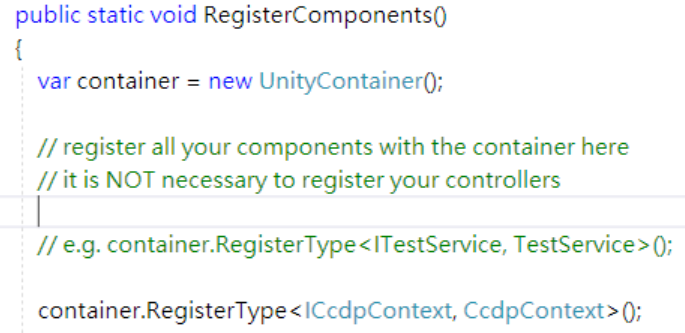 public static void RegisterComponents()
{
var container = new UnityContainer();
// register all your components with the container here
// it is NOT necessary to register your controllers
// e.g. container.RegisterType<ITestService, TestService>();
container.RegisterType<ICcdpContext, CcdpContext>();